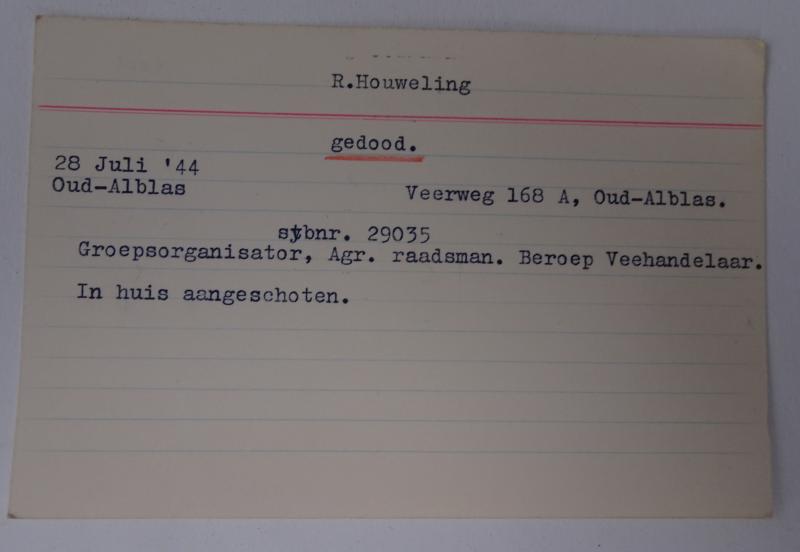 R.Houweling
gedood.
28 Juli '44
Oud-Alblas
Veerweg 168 A, Oud-Alblas.
stbnr. 29035
Groepsorganisator, Agr. raadsman. Beroep Veehandelaar.
In huis aangeschoten.